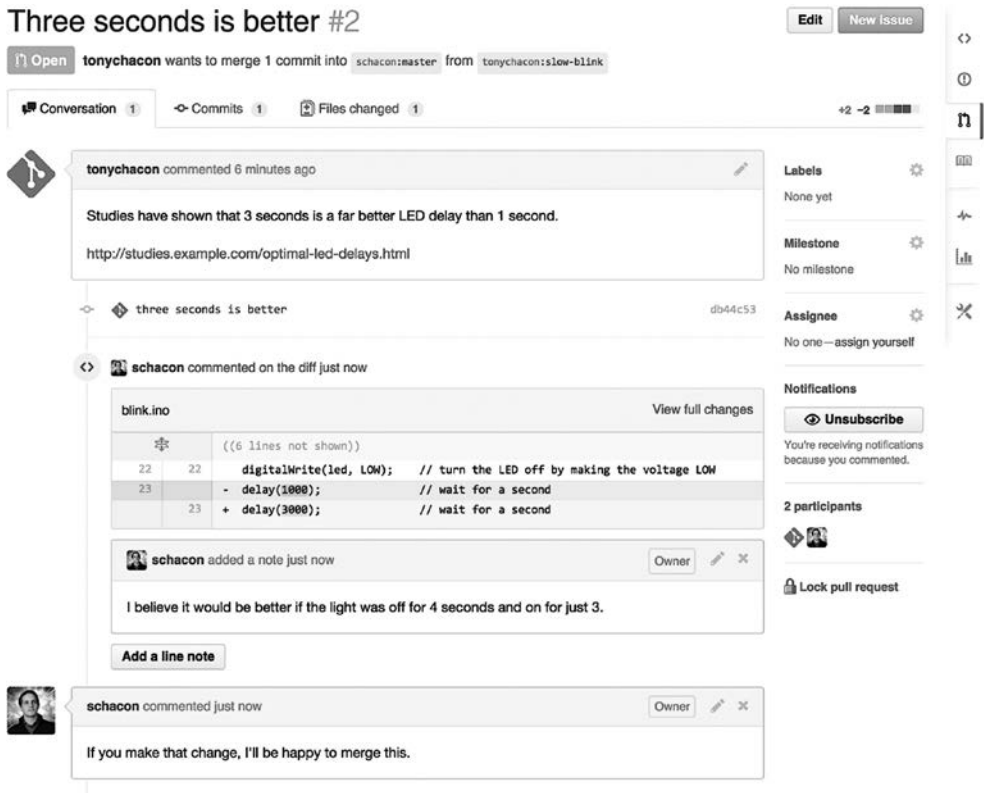 Three seconds is better #2
Edit
New issue
Open
tonychacon wants to merge 1 commit into schacon:master from tonychacon:slow-blink
Conversation 1
Commits 1
Files changed 1
+2 −2
tonychacon commented 6 minutes ago
Studies have shown that 3 seconds is a far better LED delay than 1 second.
http://studies.example.com/optimal-led-delays.html
three seconds is better db44c53
schacon commented on the diff just now
blink.ino View full changes
((6 lines not shown))
22 22 digitalWrite(led, LOW); // turn the LED off by making the voltage LOW
23 - delay(1000); // wait for a second
23 + delay(3000); // wait for a second
schacon added a note just now Owner
I believe it would be better if the light was off for 4 seconds and on for just 3.
Add a line note
schacon commented just now Owner
If you make that change, I'll be happy to merge this.
Labels
None yet
Milestone
No milestone
Assignee
No one—assign yourself
Notifications
Unsubscribe
You're receiving notifications
because you commented.
2 participants
Lock pull request